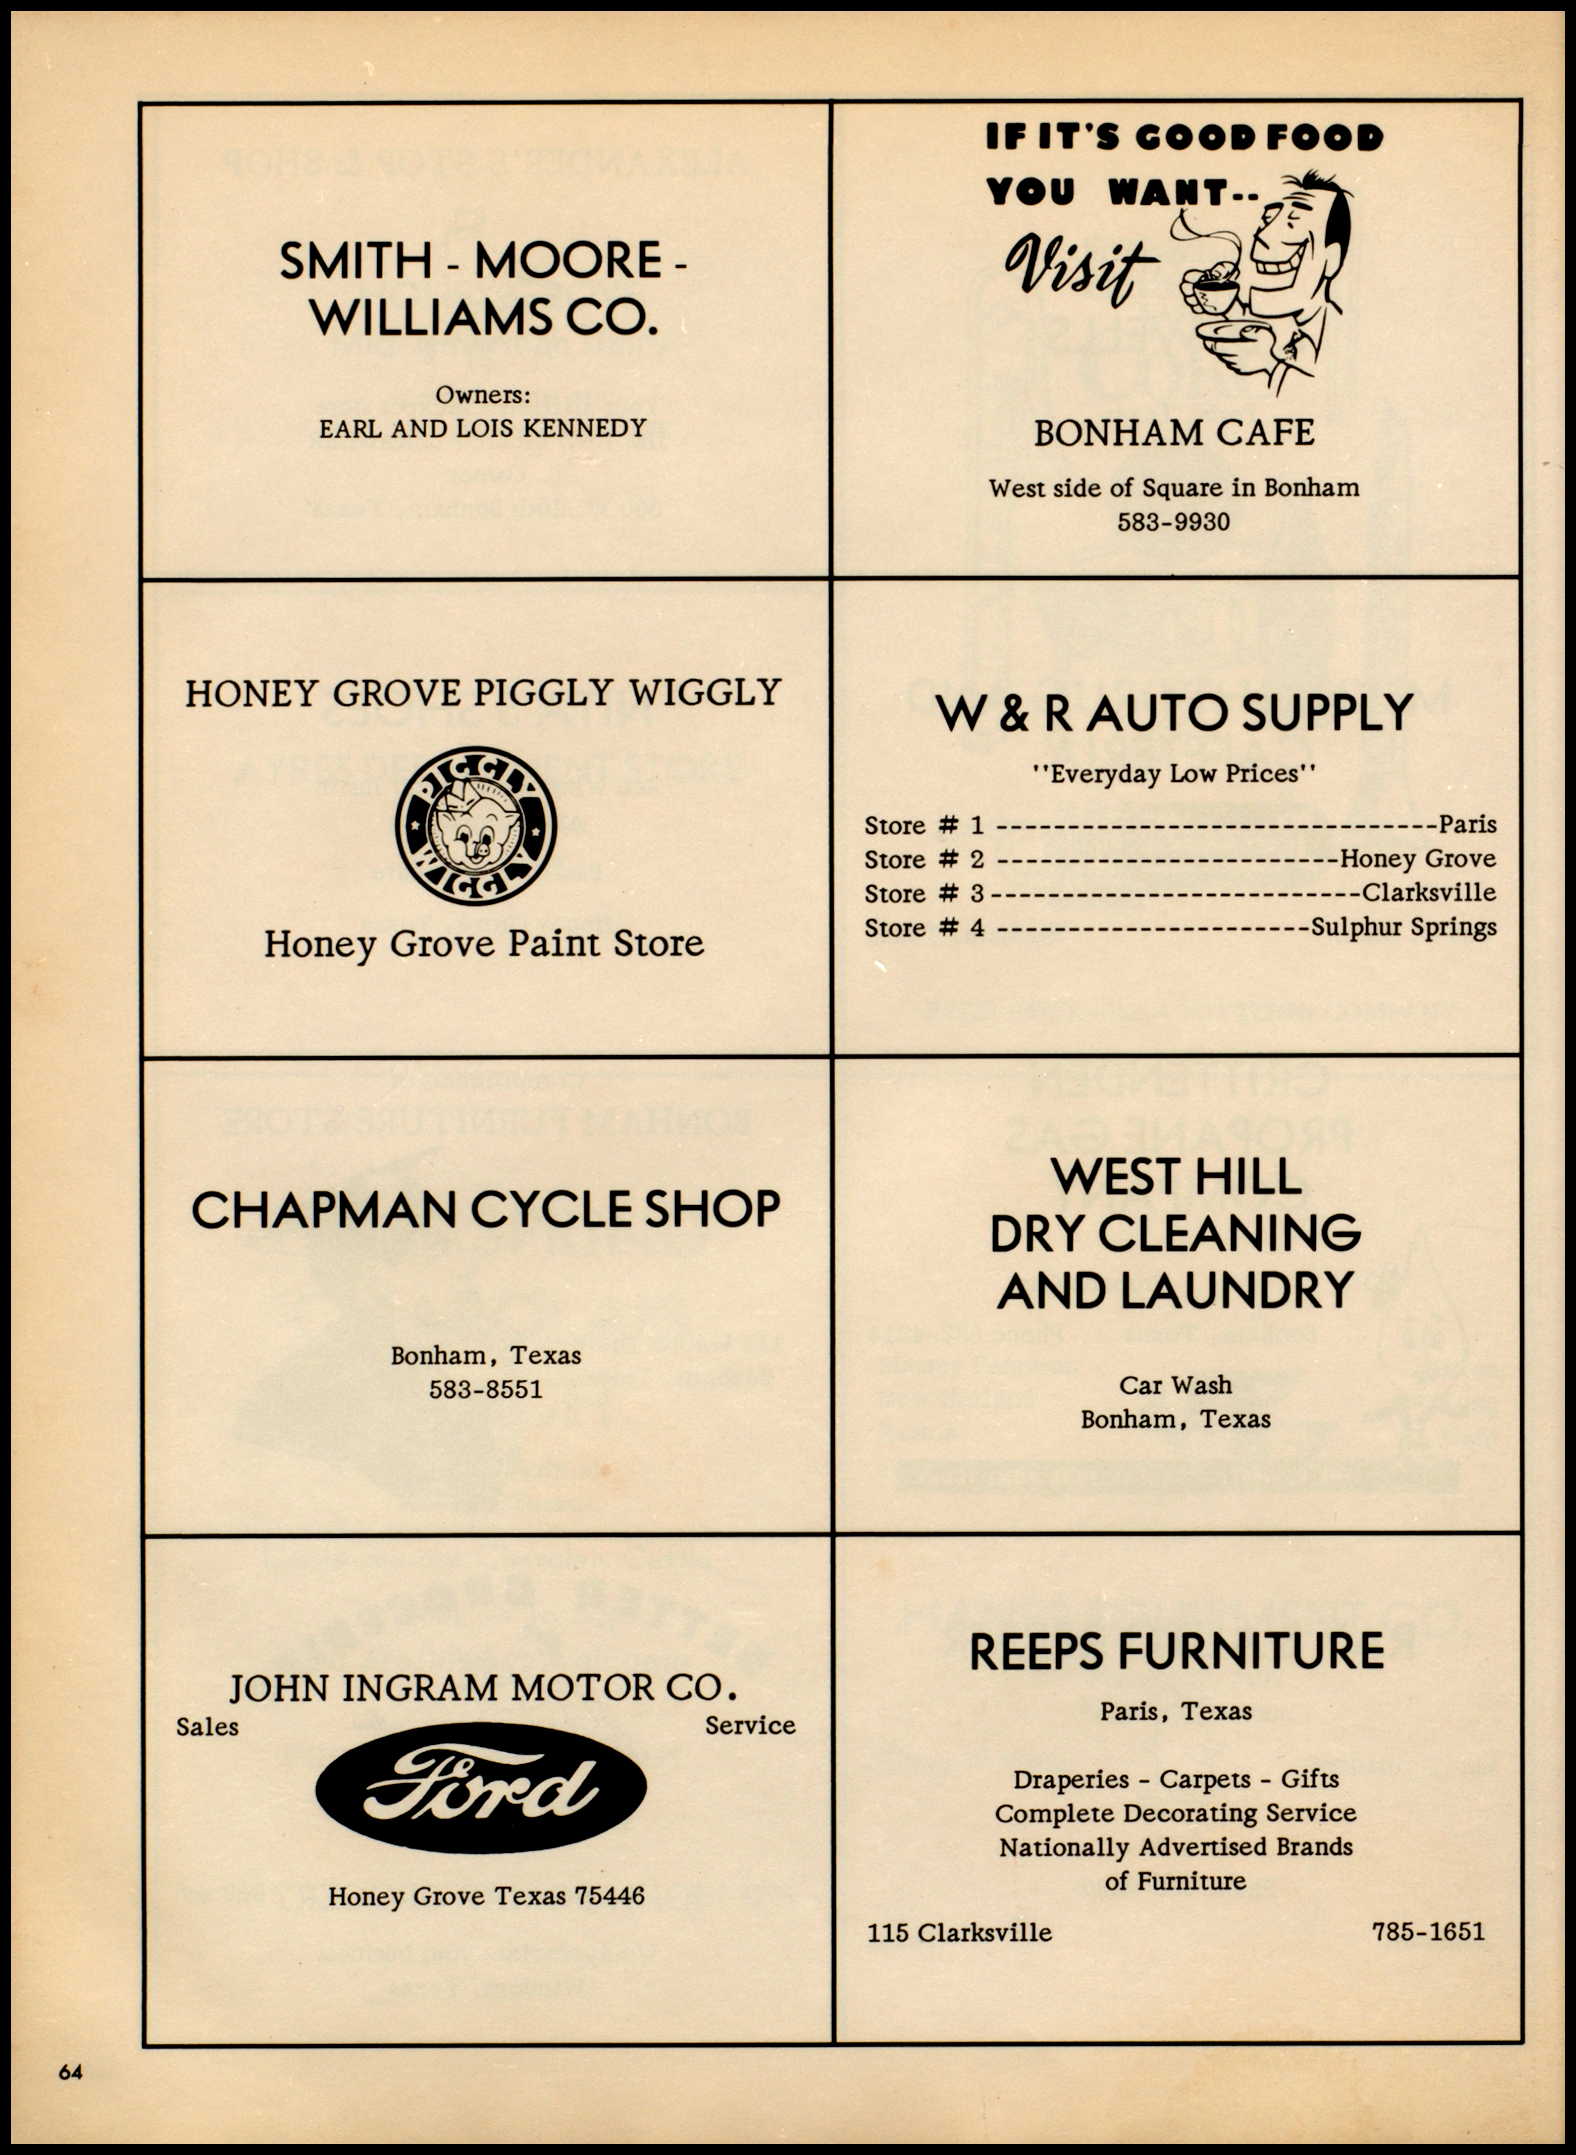 SMITH - MOORE -
WILLIAMS CO.
Owners:
EARL AND LOIS KENNEDY
IF IT'S GOOD FOOD
YOU WANT--
Visit
BONHAM CAFE
West side of Square in Bonham
583-9930
HONEY GROVE PIGGLY WIGGLY
PIGGLY
WIGGLY
Honey Grove Paint Store
W & R AUTO SUPPLY
''Everyday Low Prices''
Store # 1 -------------------------------Paris
Store # 2 ------------------------Honey Grove
Store # 3--------------------------Clarksville
Store # 4 ----------------------Sulphur Springs
CHAPMAN CYCLE SHOP
Bonham, Texas
583-8551
WEST HILL
DRY CLEANING
AND LAUNDRY
Car Wash
Bonham, Texas
JOHN INGRAM MOTOR CO.
Sales Service
Ford
Honey Grove Texas 75446
REEPS FURNITURE
Paris, Texas
Draperies - Carpets - Gifts
Complete Decorating Service
Nationally Advertised Brands
of Furniture
115 Clarksville 785-1651
64